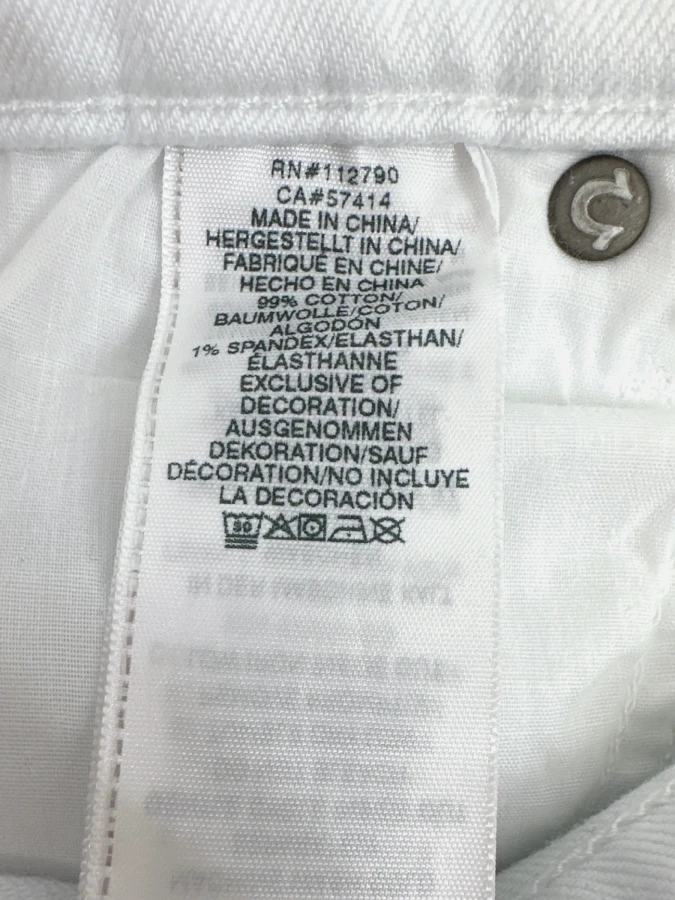 RN#112790
CA#57414
MADE IN CHINA/
HERGESTELLT IN CHINA/
FABRIQUÉ EN CHINE/
HECHO EN CHINA
99% COTTON/
BAUMWOLLE/COTON/
ALGODÓN
1% SPANDEX/ELASTHAN/
ÉLASTHANNE
EXCLUSIVE OF
DECORATION/
AUSGENOMMEN
DEKORATION/SAUF
DÉCORATION/NO INCLUYE
LA DECORACIÓN
30